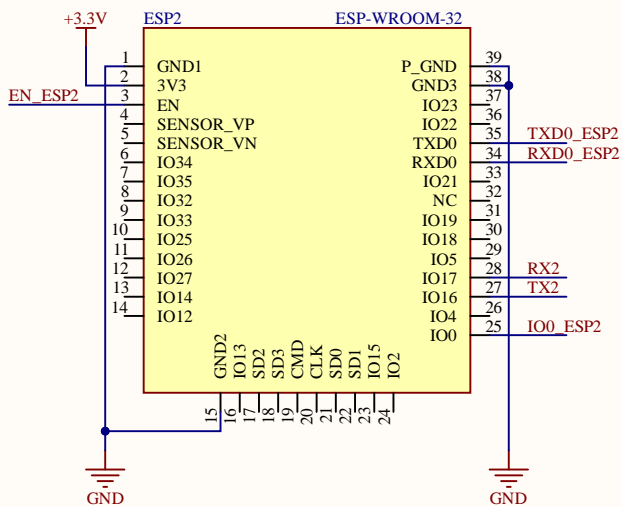 +3.3V
ESP2 ESP-WROOM-32
1 GND1 P_GND 39
2 3V3 GND3 38
EN_ESP2 3 EN IO23 37
4 SENSOR_VP IO22 36
5 SENSOR_VN TXD0 35 TXD0_ESP2
6 IO34 RXD0 34 RXD0_ESP2
7 IO35 IO21 33
8 IO32 NC 32
9 IO33 IO19 31
10 IO25 IO18 30
11 IO26 IO5 29
12 IO27 IO17 28 RX2
13 IO14 IO16 27 TX2
14 IO12 IO4 26
IO0 25 IO0_ESP2
GND2 IO13 SD2 SD3 CMD CLK SD0 SD1 IO15 IO2
15 16 17 18 19 20 21 22 23 24
GND GND